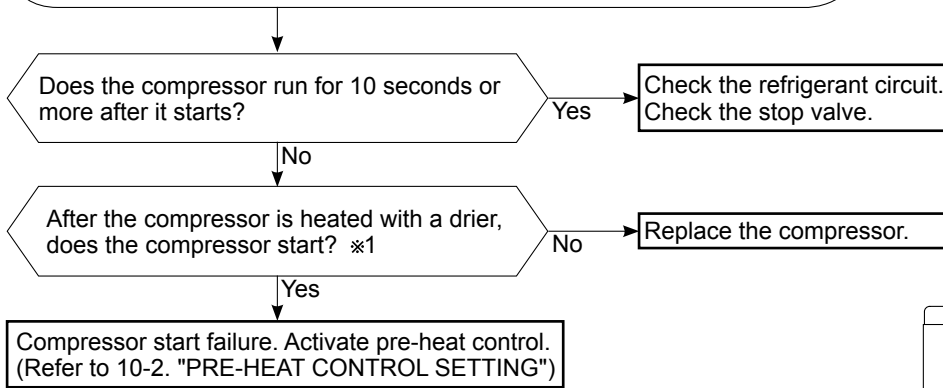 Does the compressor run for 10 seconds or
more after it starts?
Yes
Check the refrigerant circuit.
Check the stop valve.
No
After the compressor is heated with a drier,
does the compressor start? ※1
No
Replace the compressor.
Yes
Compressor start failure. Activate pre-heat control.
(Refer to 10-2. "PRE-HEAT CONTROL SETTING")